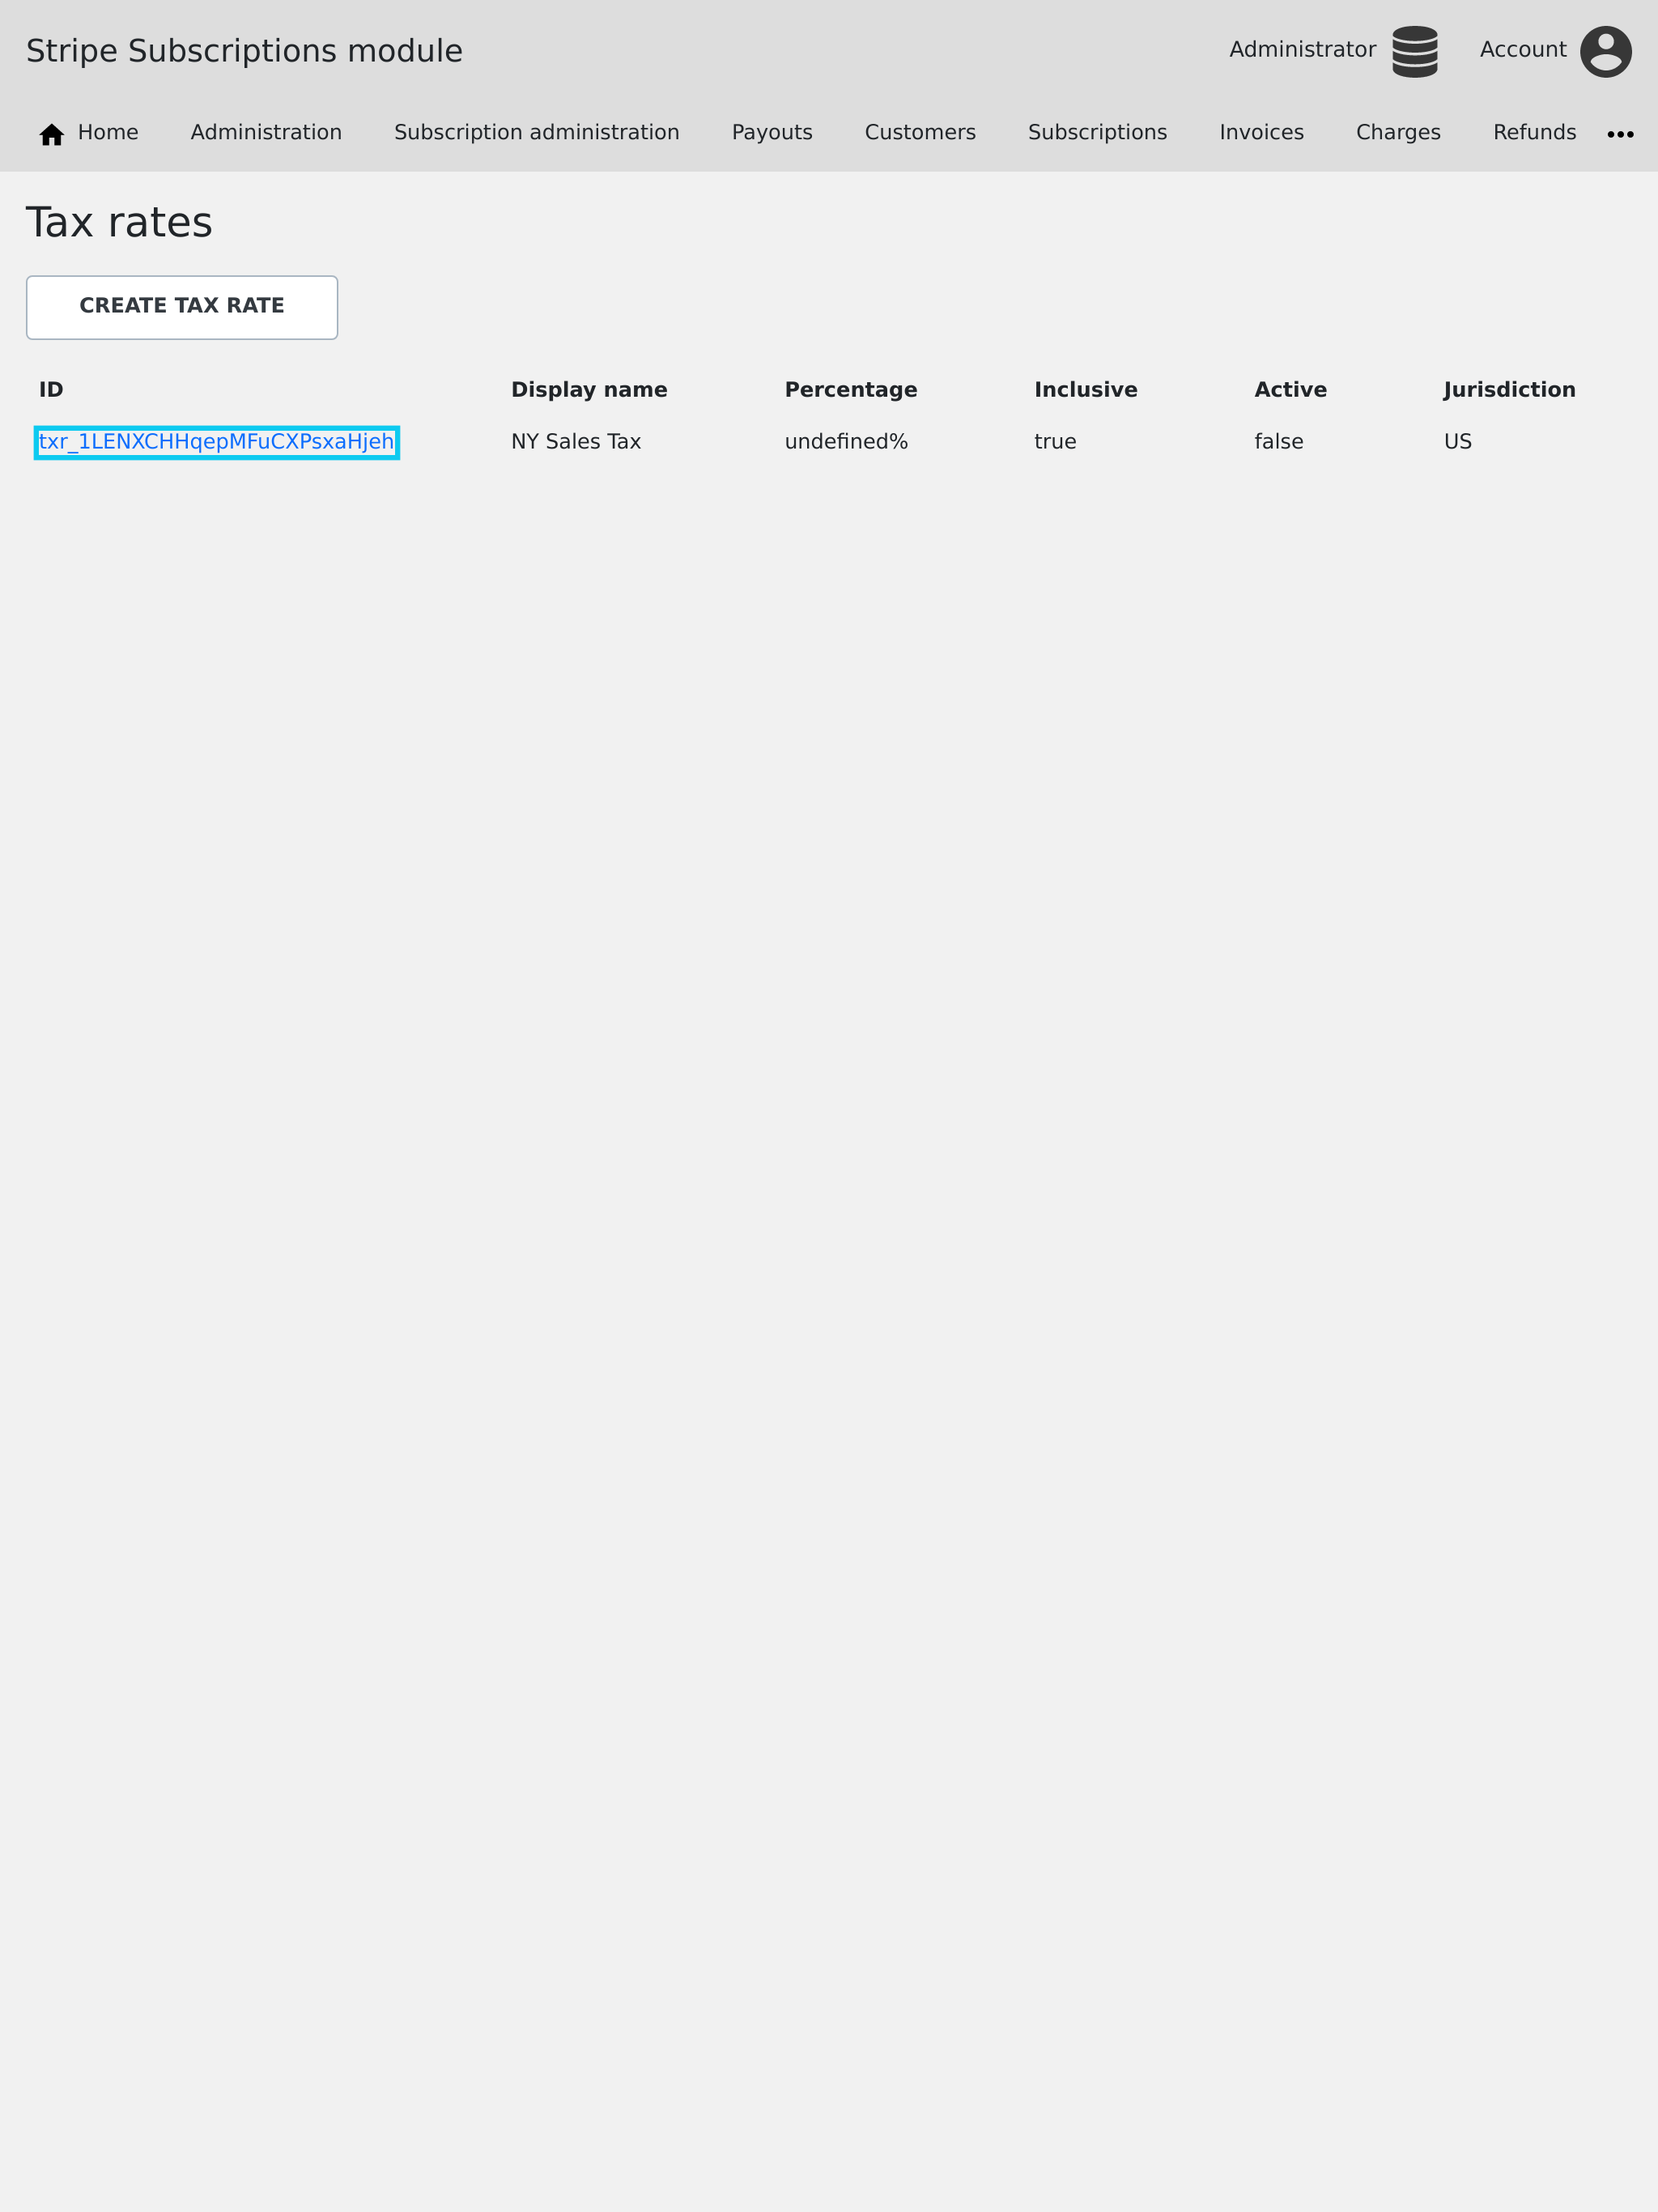 Stripe Subscriptions module
Administrator Account
Home Administration Subscription administration Payouts Customers Subscriptions Invoices Charges Refunds
Tax rates
CREATE TAX RATE
ID Display name Percentage Inclusive Active Jurisdiction
txr_1LENXCHHqepMFuCXPsxaHjeh NY Sales Tax undefined% true false US